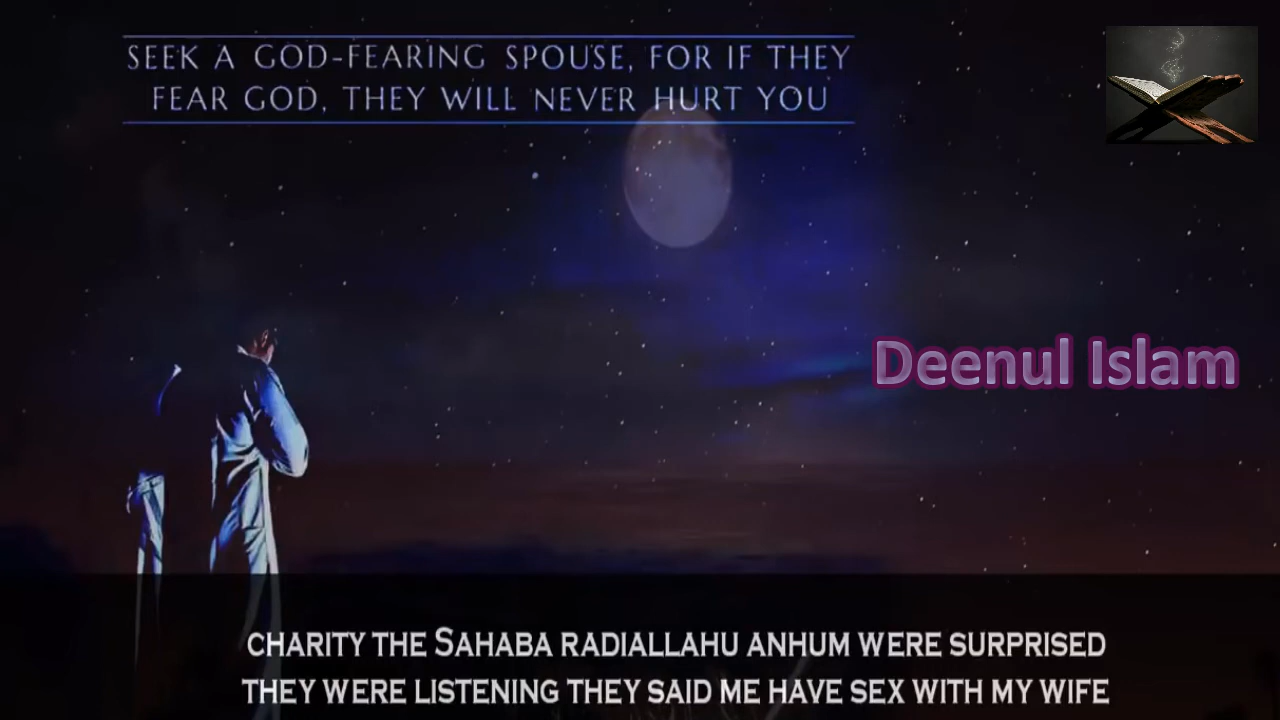 SEEK A GOD-FEARING SPOUSE, FOR IF THEY
FEAR GOD, THEY WILL NEVER HURT YOU
Deenul Islam
CHARITY THE SAHABA RADIALLAHU ANHUM WERE SURPRISED
THEY WERE LISTENING THEY SAID ME HAVE SEX WITH MY WIFE